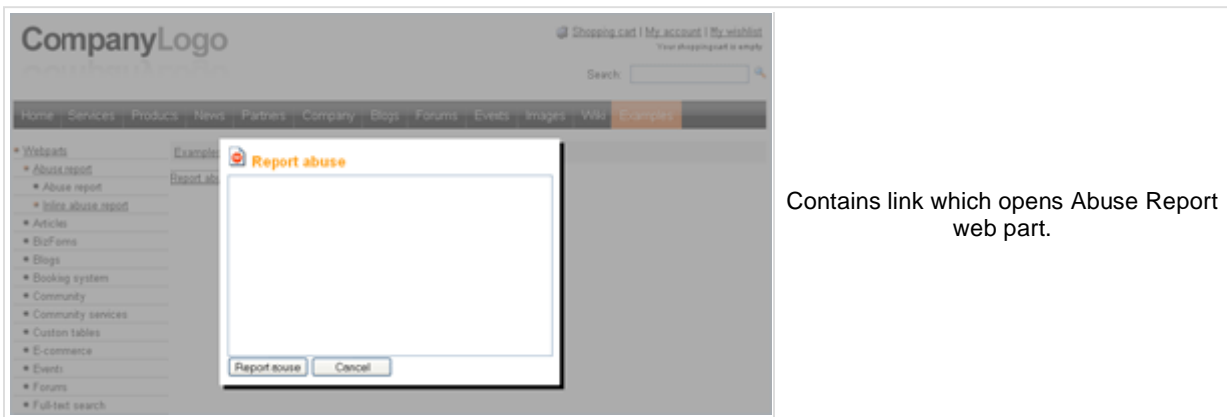 CompanyLogo
Shopping cart | My account | My wishlist
Your shopping cart is empty
Search:
Home Services Products News Partners Company Blogs Forums Events Images Wiki Examples
Webparts
Examples
Abuse report
Report abuse
Abuse report
Inline abuse report
Articles
BizForms
Blogs
Booking system
Community
Community services
Custom tables
E-commerce
Events
Forums
Full-text search
Report abuse Cancel
Contains link which opens Abuse Report
web part.